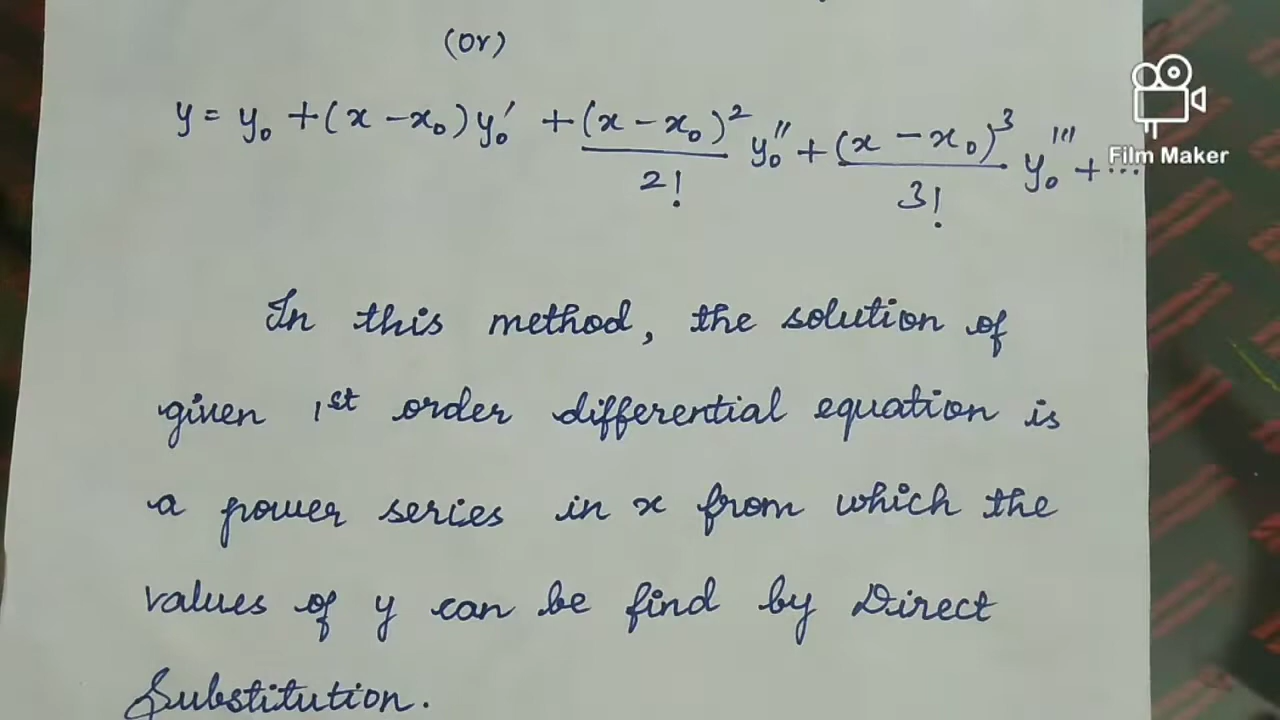 (Or)
y = y₀ + (x - x₀) y₀′ + (x - x₀)²/2! y₀″ + (x - x₀)³/3! y₀‴ + ...
Film Maker
In this method, the solution of
given 1st order differential equation is
a power series in x from which the
values of y can be find by Direct
Substitution.